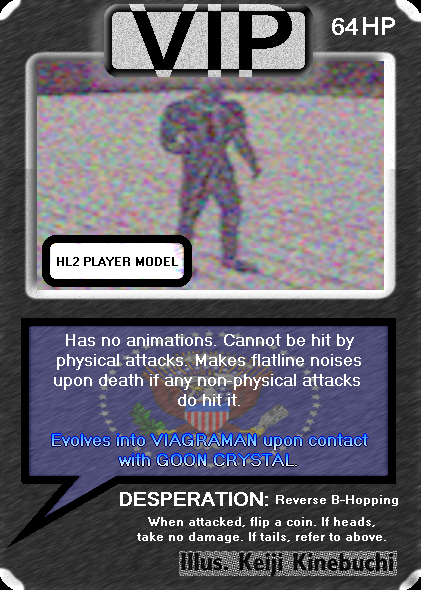 VIP
64 HP
HL2 PLAYER MODEL
Has no animations. Cannot be hit by
physical attacks. Makes flatline noises
upon death if any non-physical attacks
do hit it.
Evolves into VIAGRAMAN upon contact
with GOON CRYSTAL.
DESPERATION: Reverse B-Hopping
When attacked, flip a coin. If heads,
take no damage. If tails, refer to above.
Illus. Keiji Kinebuchi